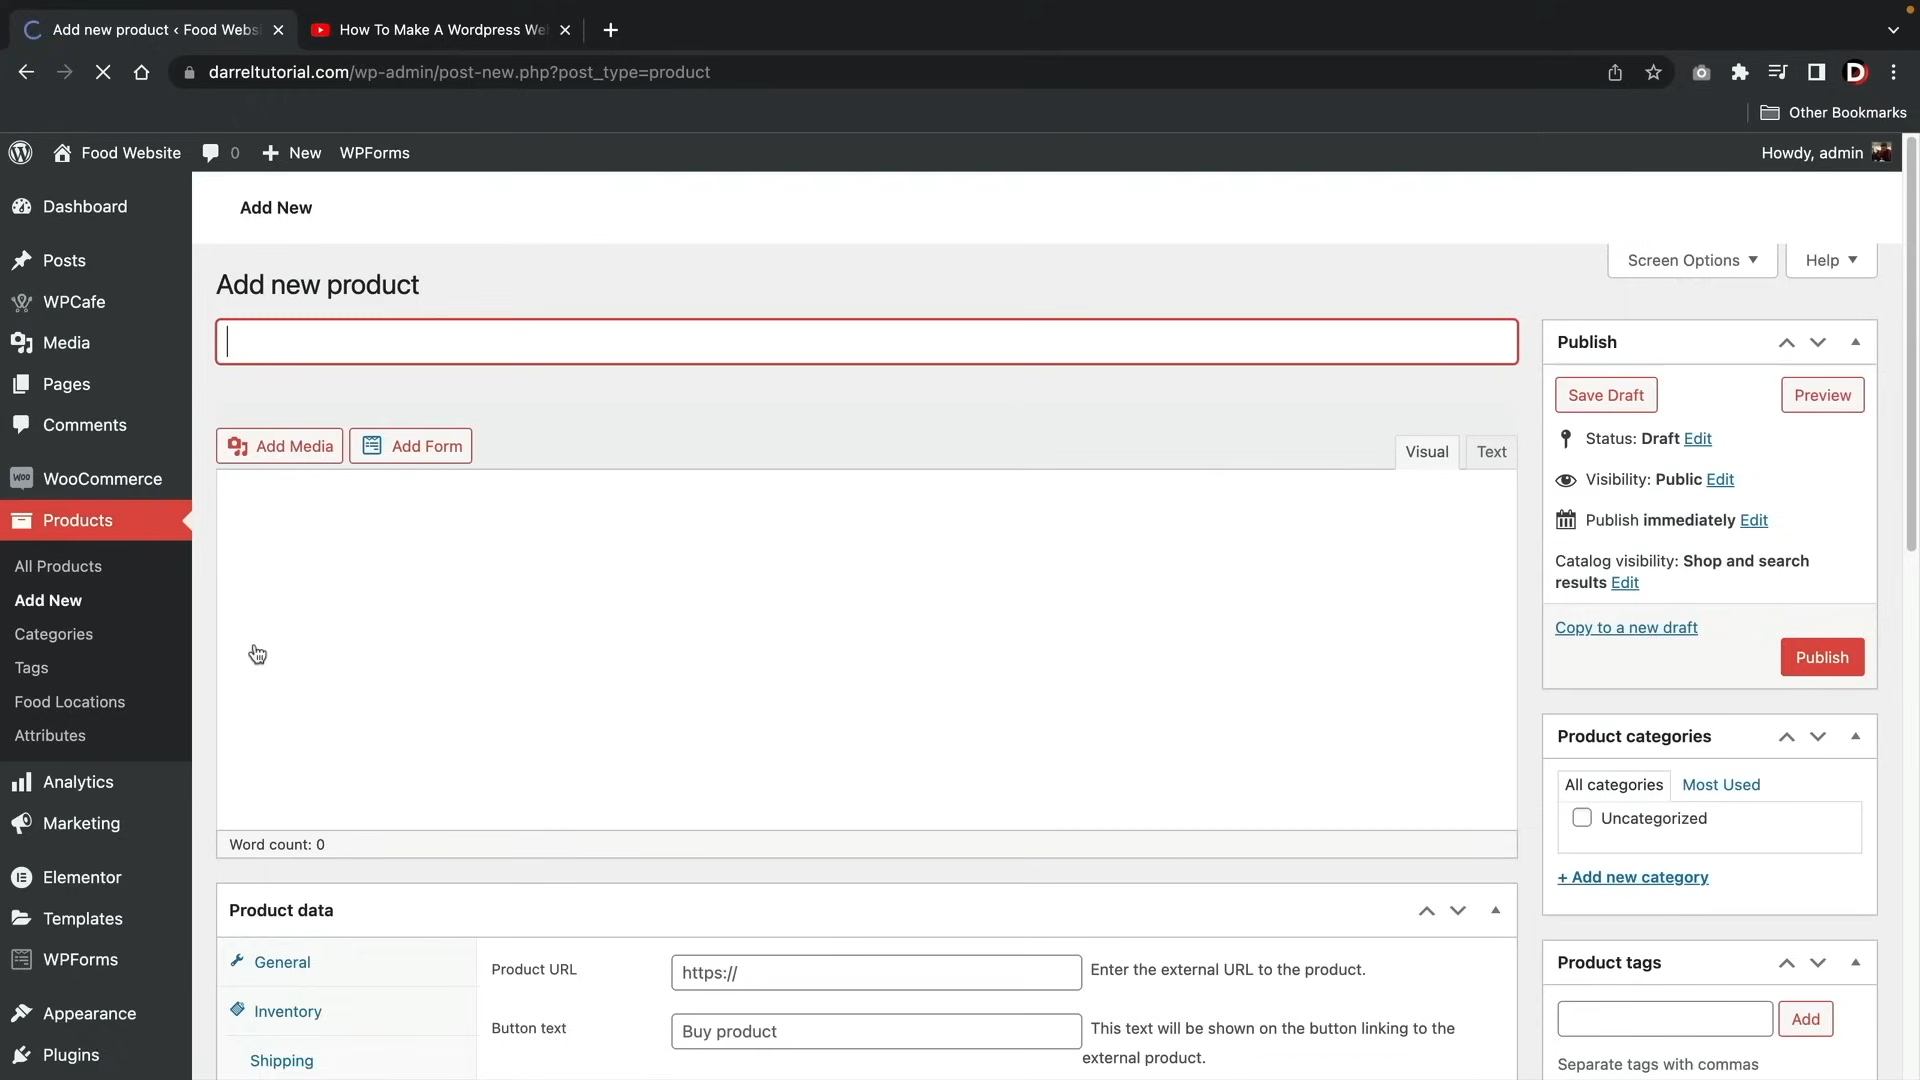 Add new product ‹ Food Webs
How To Make A Wordpress We
darreltutorial.com/wp-admin/post-new.php?post_type=product
Other Bookmarks
Food Website
0
New
WPForms
Howdy, admin
Dashboard
Posts
WPCafe
Media
Pages
Comments
WooCommerce
Products
All Products
Add New
Categories
Tags
Food Locations
Attributes
Analytics
Marketing
Elementor
Templates
WPForms
Appearance
Plugins
Add New
Screen Options
Help
Add new product
Add Media
Add Form
Visual
Text
Word count: 0
Product data
General
Inventory
Shipping
Product URL
https://
Enter the external URL to the product.
Button text
Buy product
This text will be shown on the button linking to the
external product.
Publish
Save Draft
Preview
Status: Draft Edit
Visibility: Public Edit
Publish immediately Edit
Catalog visibility: Shop and search
results Edit
Copy to a new draft
Publish
Product categories
All categories
Most Used
Uncategorized
+ Add new category
Product tags
Add
Separate tags with commas